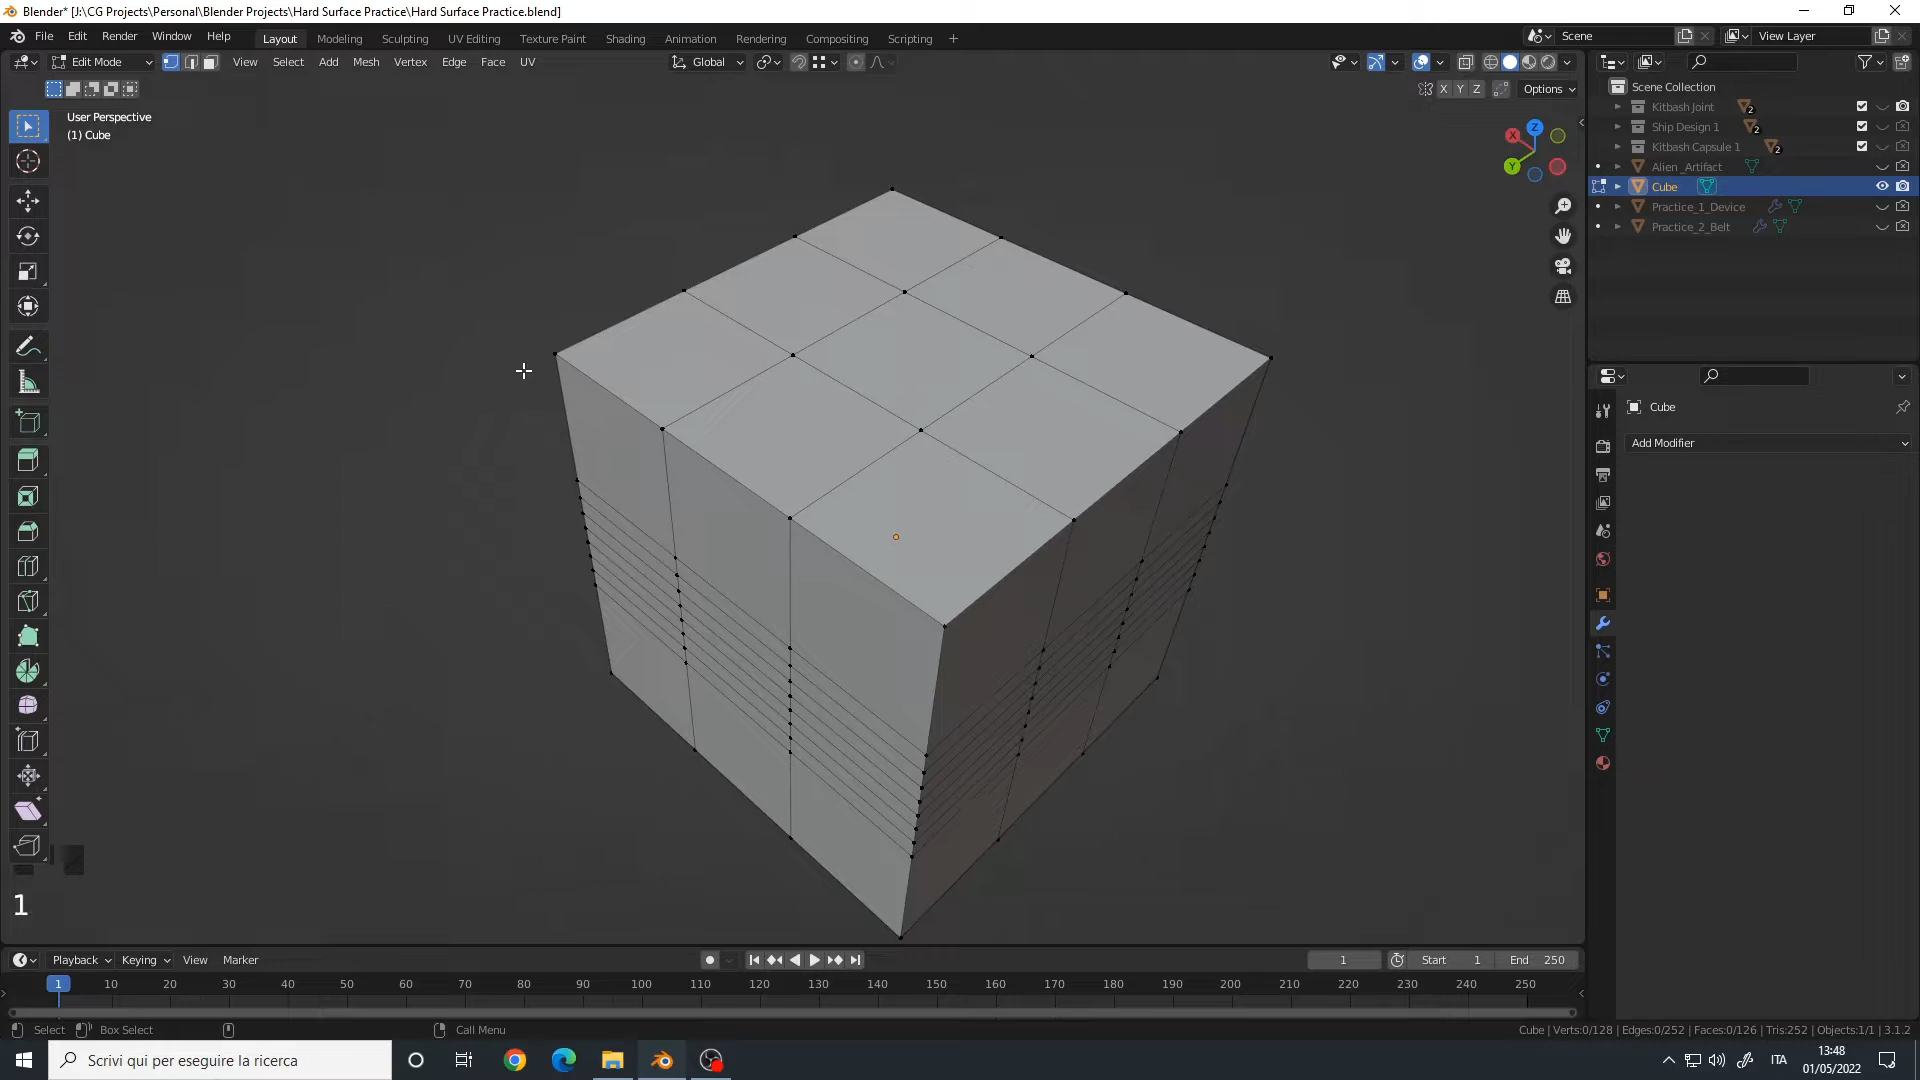 Blender* [J:\CG Projects\Personal\Blender Projects\Hard Surface Practice\Hard Surface Practice.blend]
File Edit Render Window Help Layout Modeling Sculpting UV Editing Texture Paint Shading Animation Rendering Compositing Scripting + Scene View Layer
Edit Mode View Select Add Mesh Vertex Edge Face UV Global
X Y Z Options
User Perspective
(1) Cube
Z
X
Y
Scene Collection
Kitbash Joint 2
Ship Design 1 2
Kitbash Capsule 1 2
Alien _Artifact
Cube
Practice_1_Device
Practice_2_Belt
Cube
Add Modifier
1
Playback Keying View Marker 1 Start 1 End 250
1 10 20 30 40 50 60 70 80 90 100 110 120 130 140 150 160 170 180 190 200 210 220 230 240 250
Select Box Select Call Menu Cube | Verts:0/128 | Edges:0/252 | Faces:0/126 | Tris:252 | Objects:1/1 | 3.1.2
Scrivi qui per eseguire la ricerca ITA 13:48
01/05/2022